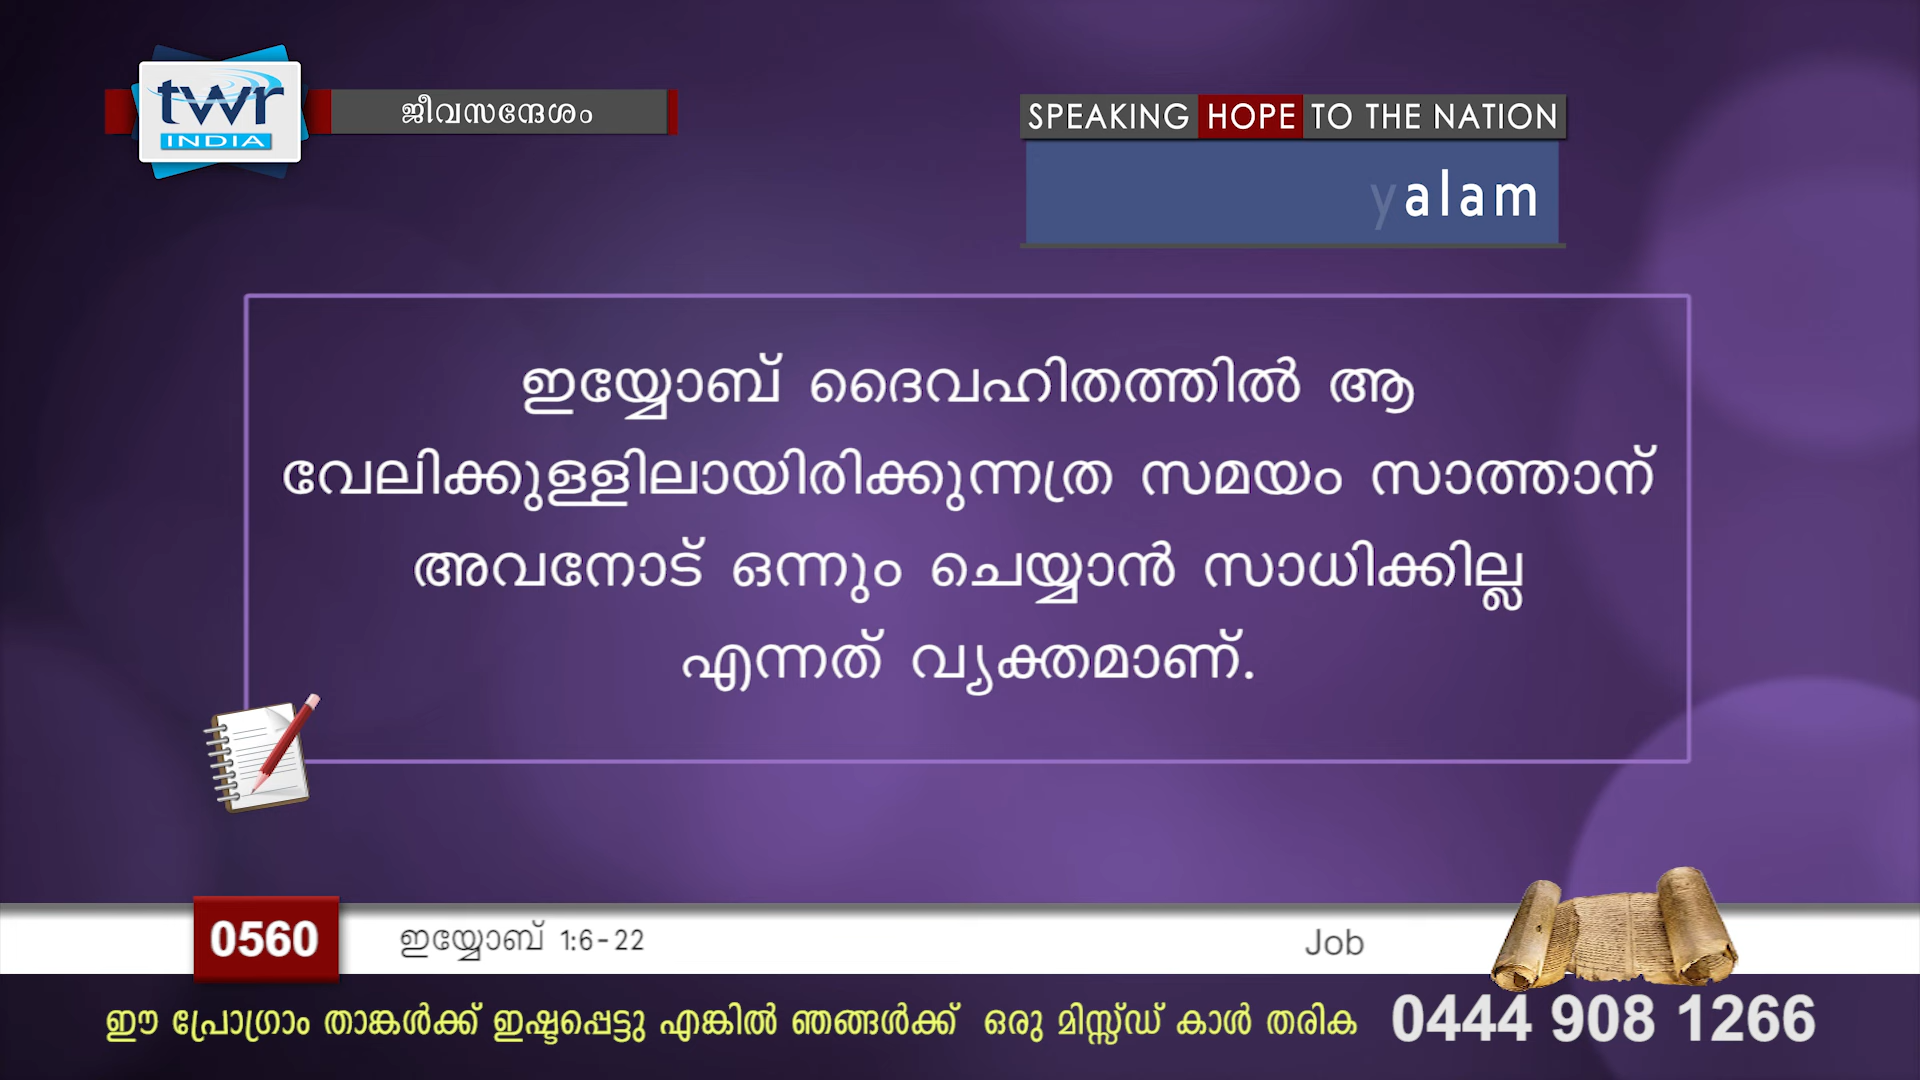 twr
INDIA
ജീവസന്ദേശം
SPEAKING HOPE TO THE NATION
yalam
ഇയ്യോബ് ദൈവഹിതത്തിൽ ആ
വേലിക്കുള്ളിലായിരിക്കുന്നത്ര സമയം സാത്താന്
അവനോട് ഒന്നും ചെയ്യാൻ സാധിക്കില്ല
എന്നത് വ്യക്തമാണ്.
0560
ഇയ്യോബ് 1:6-22
Job
ഈ പ്രോഗ്രാം താങ്കൾക്ക് ഇഷ്ടപ്പെട്ടു എങ്കിൽ ഞങ്ങൾക്ക് ഒരു മിസ്സ്ഡ് കാൾ തരിക 0444 908 1266